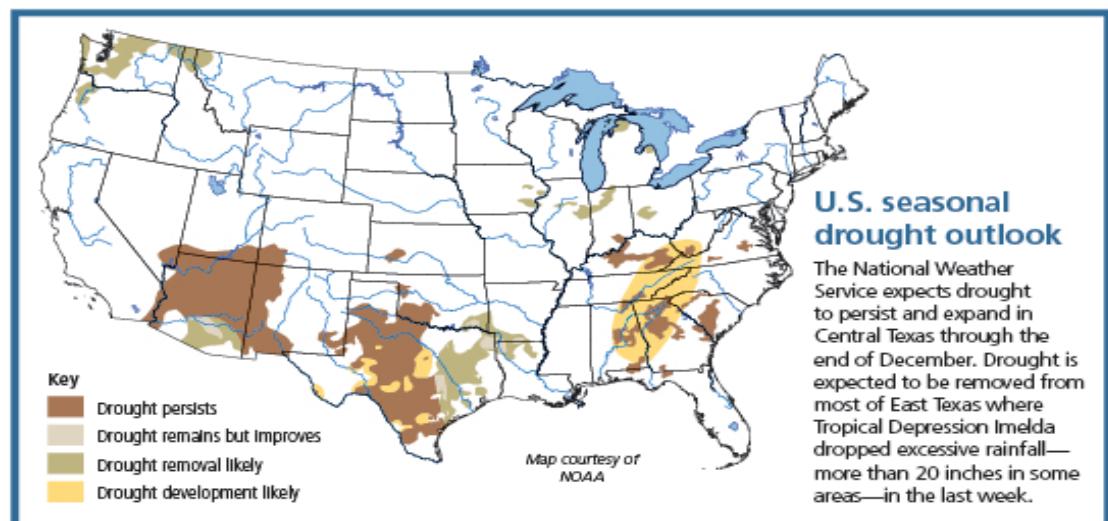 U.S. seasonal
drought outlook
The National Weather
Service expects drought
to persist and expand in
Central Texas through the
end of December. Drought is
expected to be removed from
most of East Texas where
Tropical Depression Imelda
dropped excessive rainfall—
more than 20 inches in some
areas—in the last week.
Key
Drought persists
Drought remains but improves
Drought removal likely
Drought development likely
Map courtesy of
NOAA